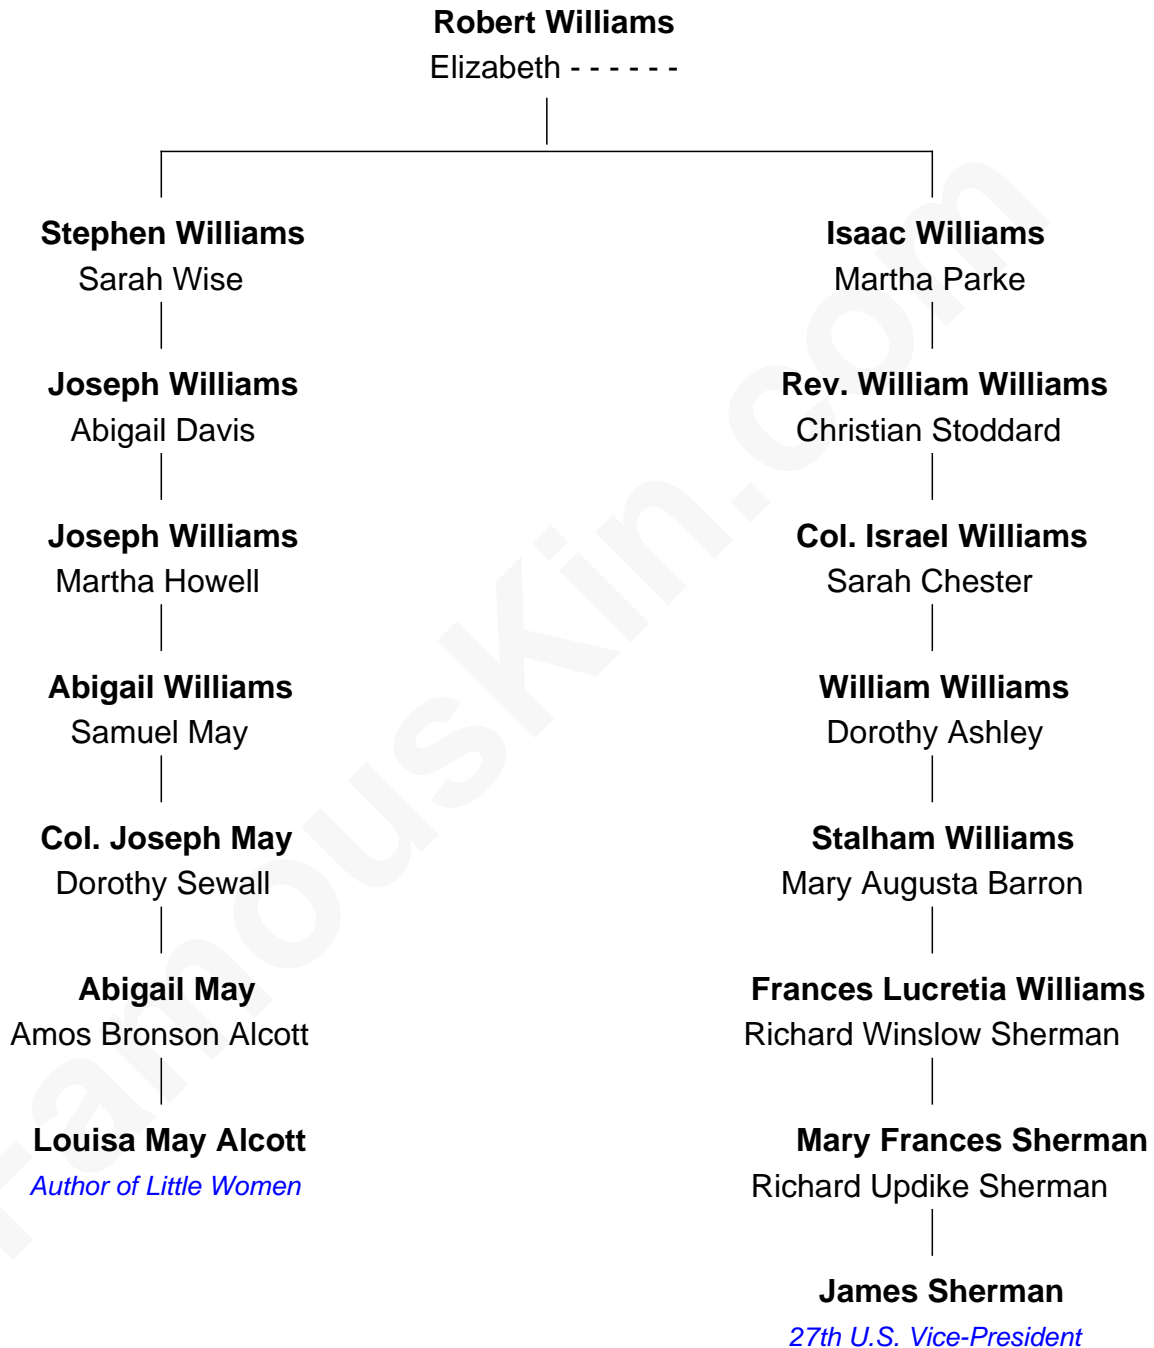 Robert Williams
Elizabeth - - - - - -
Stephen Williams
Sarah Wise
Joseph Williams
Abigail Davis
Joseph Williams
Martha Howell
Abigail Williams
Samuel May
Col. Joseph May
Dorothy Sewall
Abigail May
Amos Bronson Alcott
Louisa May Alcott
Author of Little Women
Isaac Williams
Martha Parke
Rev. William Williams
Christian Stoddard
Col. Israel Williams
Sarah Chester
William Williams
Dorothy Ashley
Stalham Williams
Mary Augusta Barron
Frances Lucretia Williams
Richard Winslow Sherman
Mary Frances Sherman
Richard Updike Sherman
James Sherman
27th U.S. Vice-President
FamousKin.com